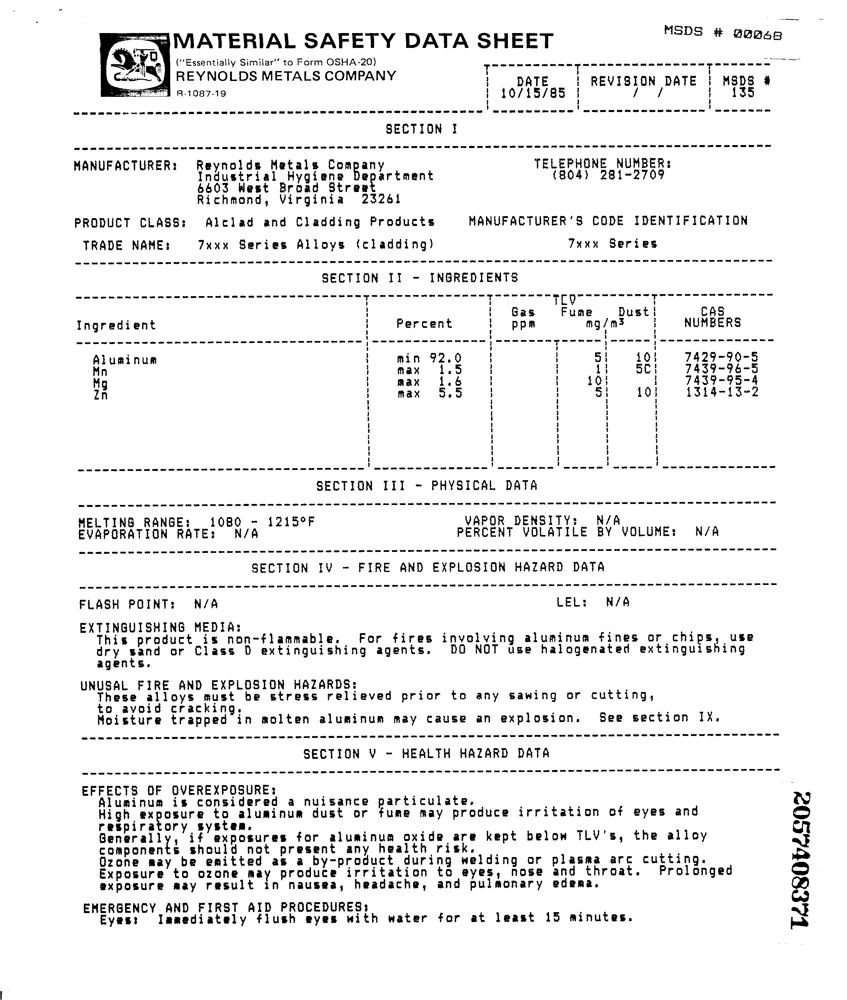 MSDS # 00068
MATERIAL SAFETY DATA SHEET
("Essentially Similar" to Form OSHA-20)
REYNOLDS METALS COMPANY
R-1087-19
DATE REVISION DATE MSDS #
10/15/85 / / 135
SECTION I
MANUFACTURER: Reynolds Metals Company TELEPHONE NUMBER:
Industrial Hygiene Department (804) 281-2709
6603 West Broad Street
Richmond, Virginia 23261
PRODUCT CLASS: Alclad and Cladding Products MANUFACTURER'S CODE IDENTIFICATION
TRADE NAME: 7xxx Series Alloys (cladding) 7xxx Series
SECTION II - INGREDIENTS
TLV
Gas Fume Dust CAS
Ingredient Percent ppm mg/m³ NUMBERS
Aluminum min 92.0 5 10 7429-90-5
Mn max 1.5 1 5C 7439-96-5
Mg max 1.6 10 7439-95-4
Zn max 5.5 5 10 1314-13-2
SECTION III - PHYSICAL DATA
MELTING RANGE: 1080 - 1215°F VAPOR DENSITY: N/A
EVAPORATION RATE: N/A PERCENT VOLATILE BY VOLUME: N/A
SECTION IV - FIRE AND EXPLOSION HAZARD DATA
FLASH POINT: N/A LEL: N/A
EXTINGUISHING MEDIA:
This product is non-flammable. For fires involving aluminum fines or chips, use
dry sand or Class D extinguishing agents. DO NOT use halogenated extinguishing
agents.
UNUSAL FIRE AND EXPLOSION HAZARDS:
These alloys must be stress relieved prior to any sawing or cutting,
to avoid cracking.
Moisture trapped in molten aluminum may cause an explosion. See section IX.
SECTION V - HEALTH HAZARD DATA
EFFECTS OF OVEREXPOSURE:
Aluminum is considered a nuisance particulate.
High exposure to aluminum dust or fume may produce irritation of eyes and
respiratory system.
Generally, if exposures for aluminum oxide are kept below TLV's, the alloy
components should not present any health risk.
Ozone may be emitted as a by-product during welding or plasma arc cutting.
Exposure to ozone may produce irritation to eyes, nose and throat. Prolonged
exposure may result in nausea, headache, and pulmonary edema.
EMERGENCY AND FIRST AID PROCEDURES:
Eyes: Immediately flush eyes with water for at least 15 minutes.
2057408371